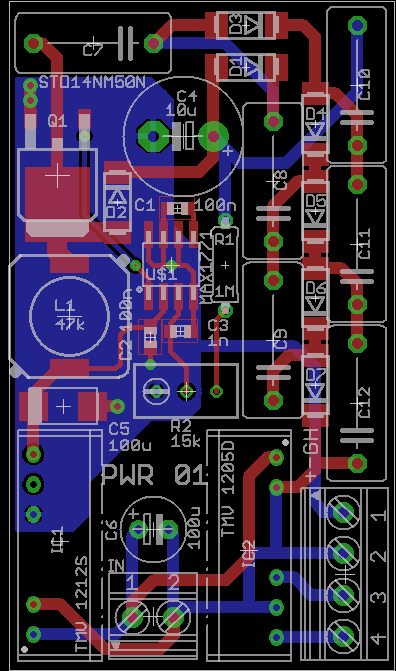 D3
C7
STD14NM50N
D1
C10
Q1
C4
10u
+
D4
C8
D2
C1
100n
D5
R1
MAX1771
C11
U$1
1M
D6
L1
47k
C2
100n
C3
1n
C9
D7
C12
R2
15k
C5
100u
PWR 01
TMV 1205D
+ HG
C6
+
100u
IC1
IC2
TMV 1212S
IN
1
2
1
2
3
4